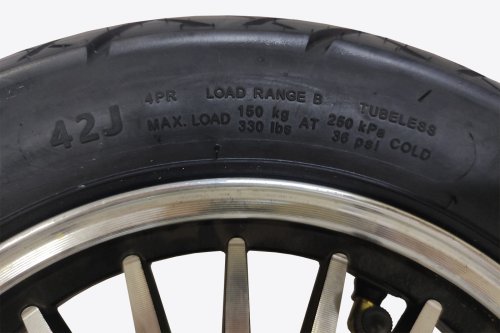 42J
4PR LOAD RANGE B TUBELESS
MAX. LOAD 150 kg AT 250 kPa COLD
330 lbs 36 psi